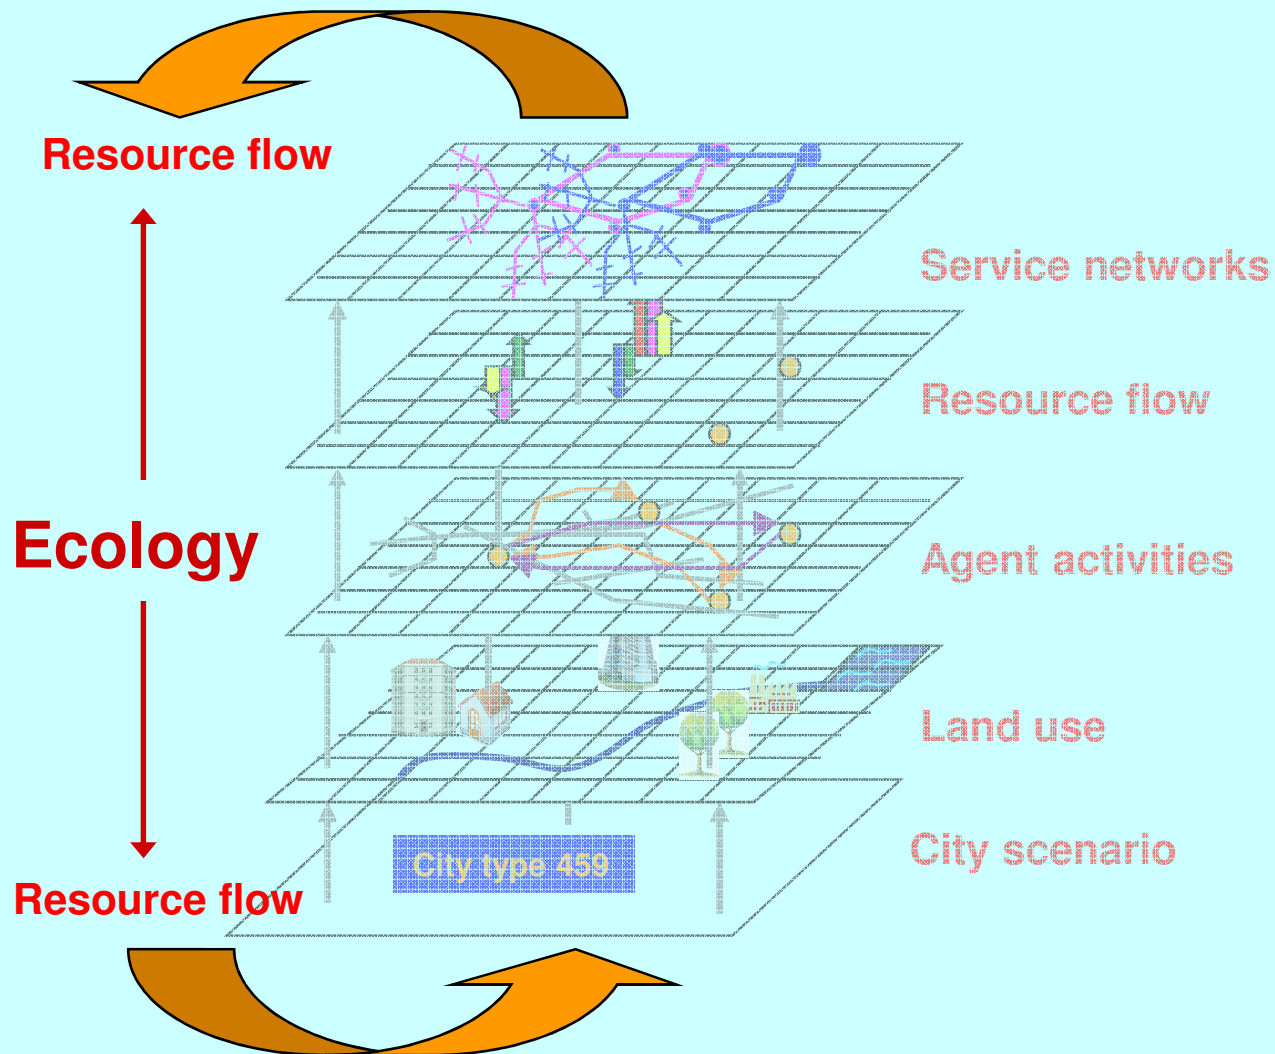 Resource flow
Service networks
Resource flow
Ecology
Agent activities
Land use
City scenario
City type 459
Resource flow